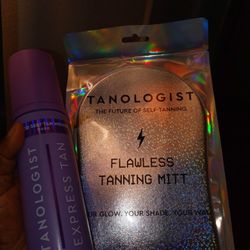 TANOLOGIST
EXPRESS TAN
TANOLOGIST
THE FUTURE OF SELF-TANNING
FLAWLESS
TANNING MITT
UR GLOW, YOUR SHADE, YOUR WAY